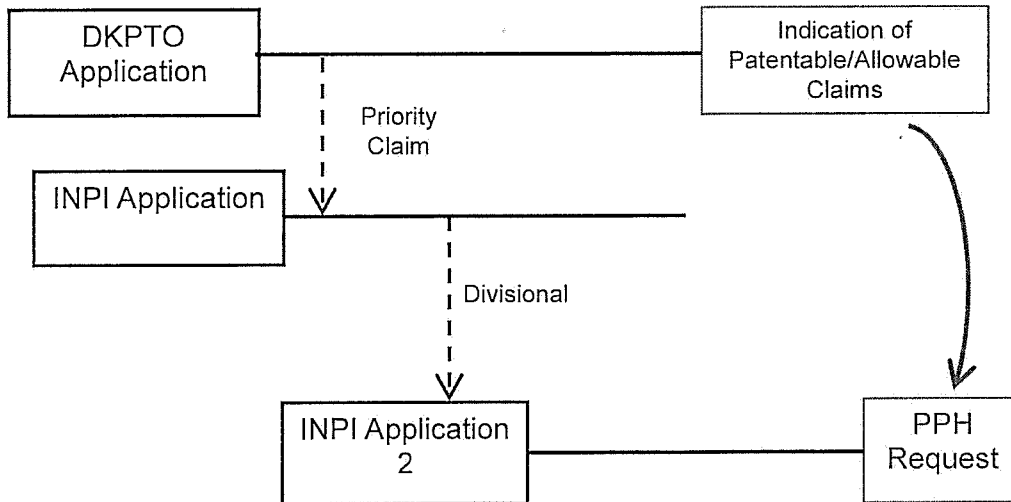 DKPTO
Application
Indication of
Patentable/Allowable
Claims
Priority
Claim
INPI Application
Divisional
INPI Application
2
PPH
Request